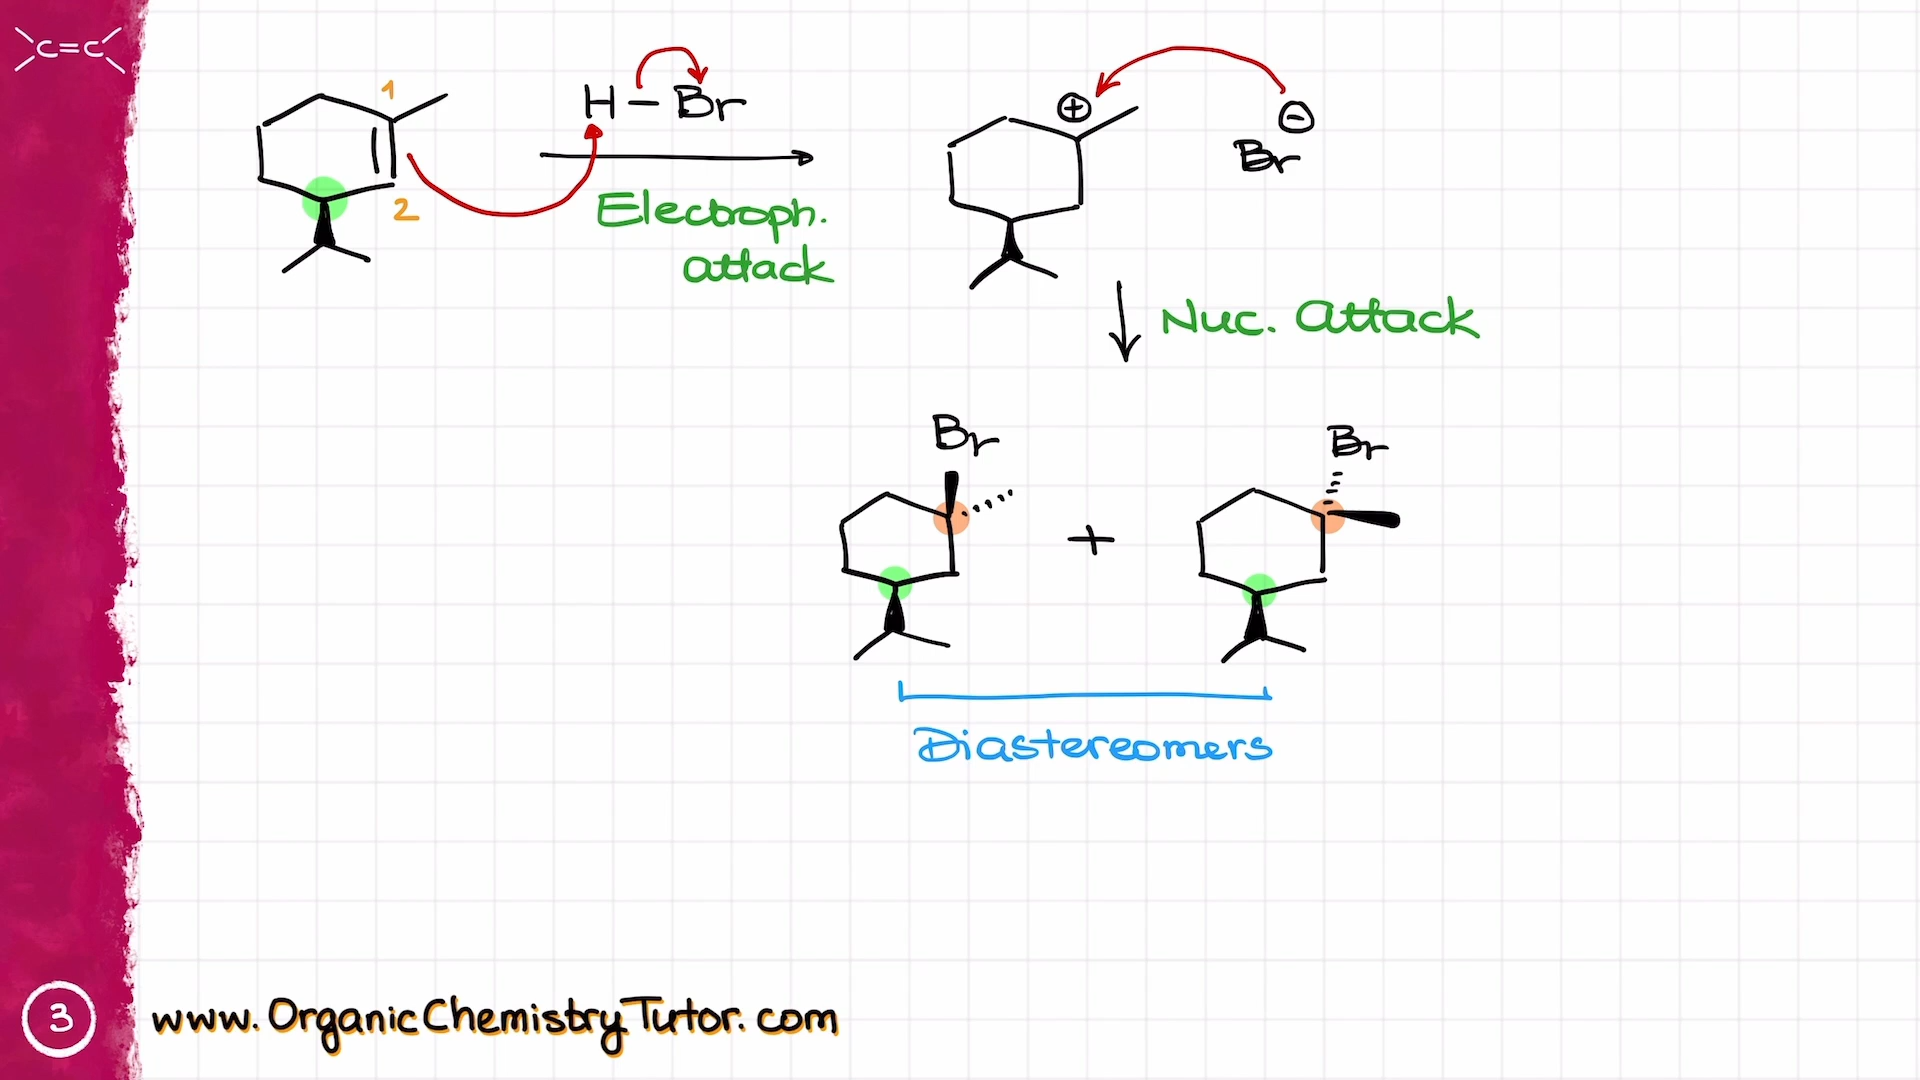 C=C
1
H-Br
2
Electroph.
attack
⊕
⊖
Br
Nuc. Attack
Br
Br
+
Diastereomers
3
www.OrganicChemistryTutor.com